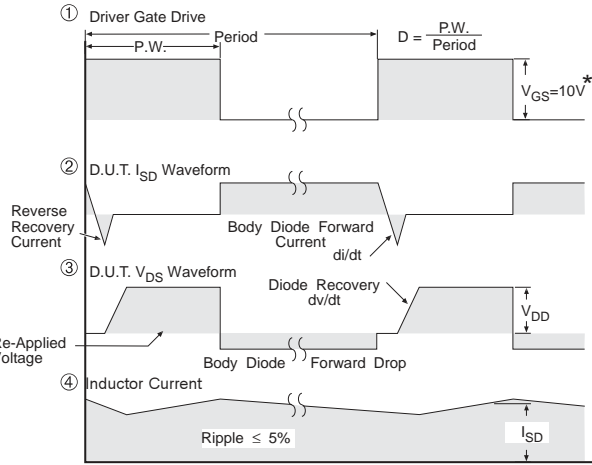 ① Driver Gate Drive
P.W.
Period
D = P.W. / Period
V_GS=10V*
② D.U.T. I_SD Waveform
Reverse
Recovery
Current
Body Diode Forward
Current
di/dt
③ D.U.T. V_DS Waveform
Diode Recovery
dv/dt
V_DD
Re-Applied
Voltage
Body Diode Forward Drop
④ Inductor Current
Ripple ≤ 5%
I_SD